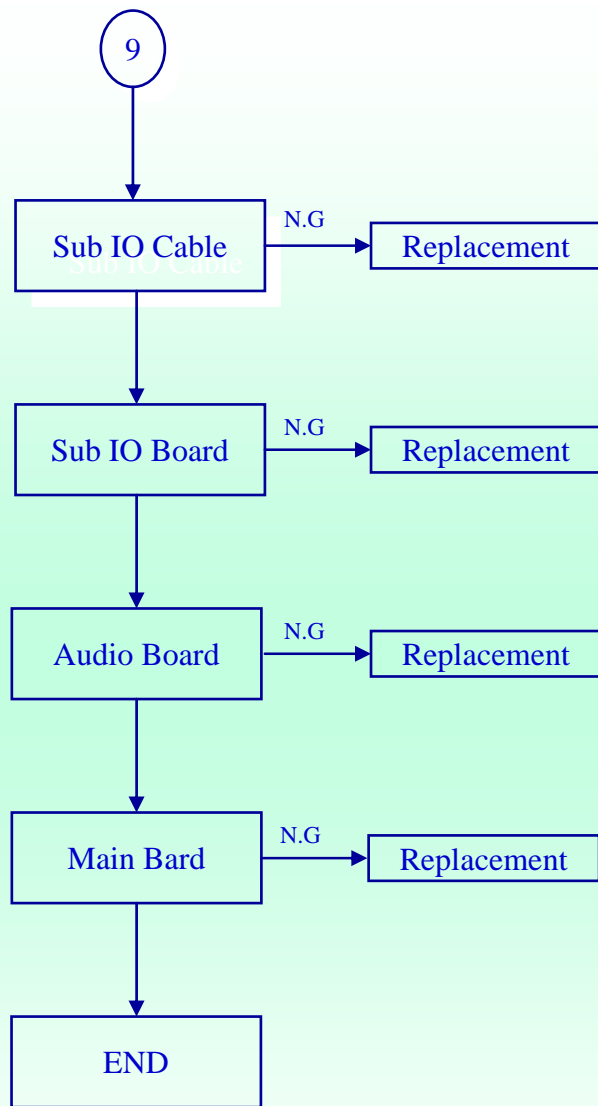 9
Sub IO Cable
N.G
Replacement
Sub IO Board
N.G
Replacement
Audio Board
N.G
Replacement
Main Bard
N.G
Replacement
END